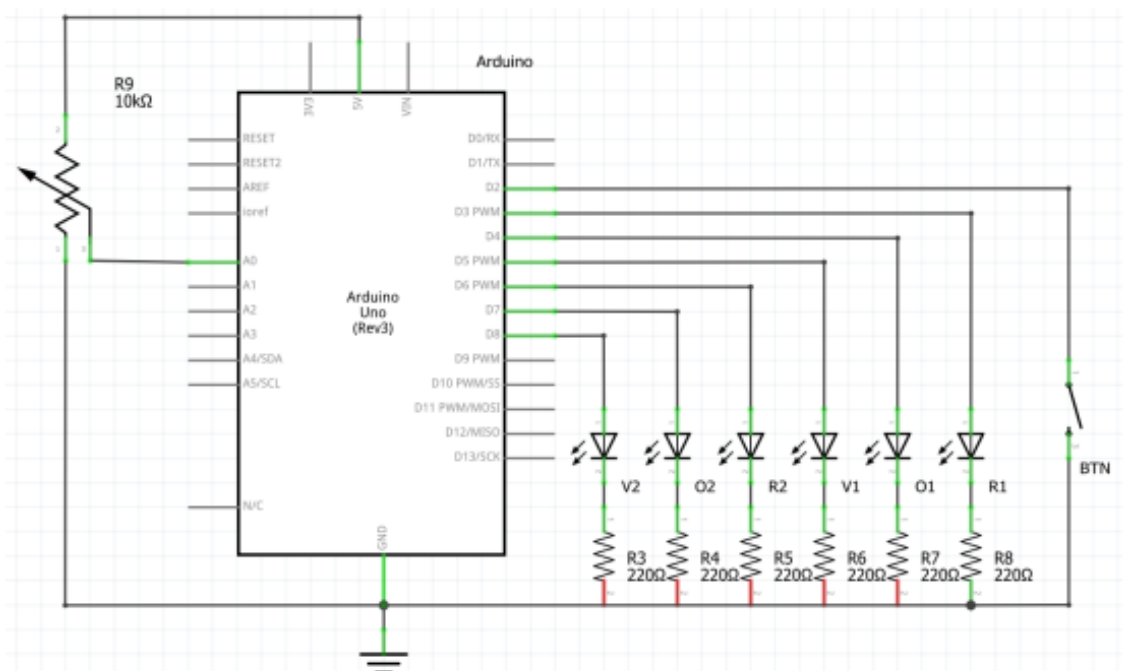 Arduino
R9
10kΩ
3V3
5V
VIN
RESET
RESET2
AREF
ioref
A0
A1
A2
A3
A4/SDA
A5/SCL
N/C
Arduino
Uno
(Rev3)
D0/RX
D1/TX
D2
D3 PWM
D4
D5 PWM
D6 PWM
D7
D8
D9 PWM
D10 PWM/SS
D11 PWM/MOSI
D12/MISO
D13/SCK
GND
V2
O2
R2
V1
O1
R1
BTN
R3
220Ω
R4
220Ω
R5
220Ω
R6
220Ω
R7
220Ω
R8
220Ω